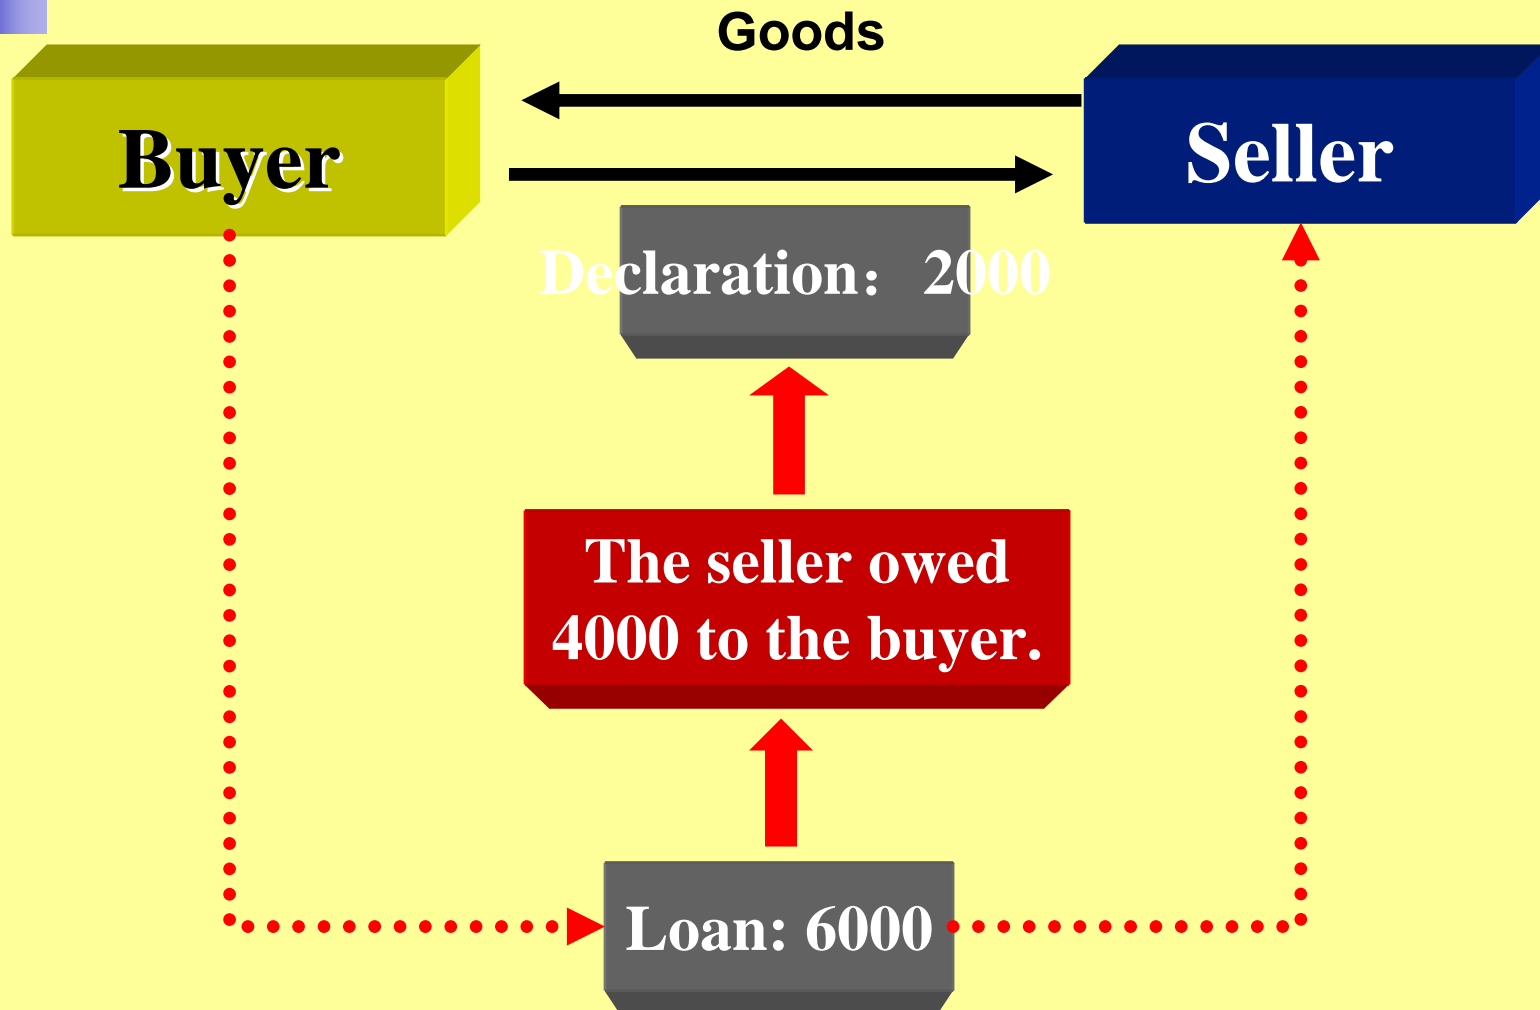 Goods
Buyer
Seller
Declaration： 2000
The seller owed
4000 to the buyer.
Loan: 6000